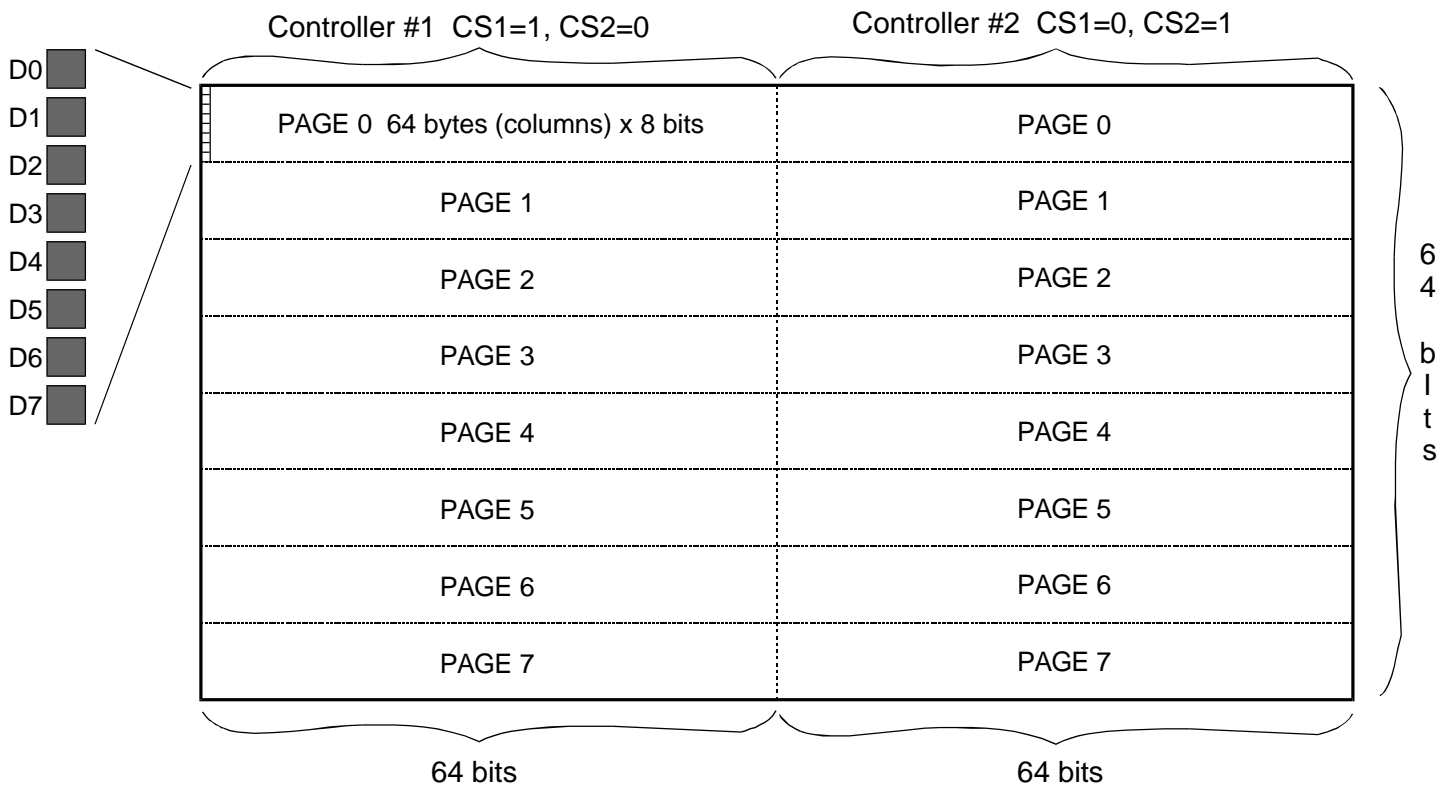 Controller #1 CS1=1, CS2=0
Controller #2 CS1=0, CS2=1
D0
D1
D2
D3
D4
D5
D6
D7
PAGE 0 64 bytes (columns) x 8 bits
PAGE 0
PAGE 1
PAGE 1
PAGE 2
PAGE 2
PAGE 3
PAGE 3
PAGE 4
PAGE 4
PAGE 5
PAGE 5
PAGE 6
PAGE 6
PAGE 7
PAGE 7
64 bIts
64 bits
64 bits